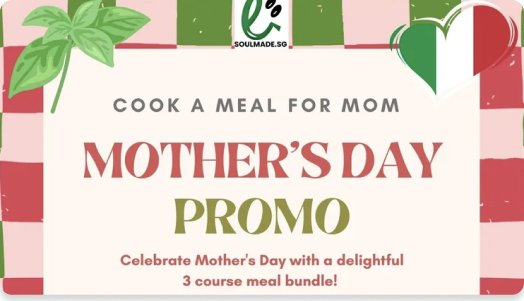 SOULMADE.SG
COOK A MEAL FOR MOM
MOTHER'S DAY
PROMO
Celebrate Mother's Day with a delightful
3 course meal bundle!